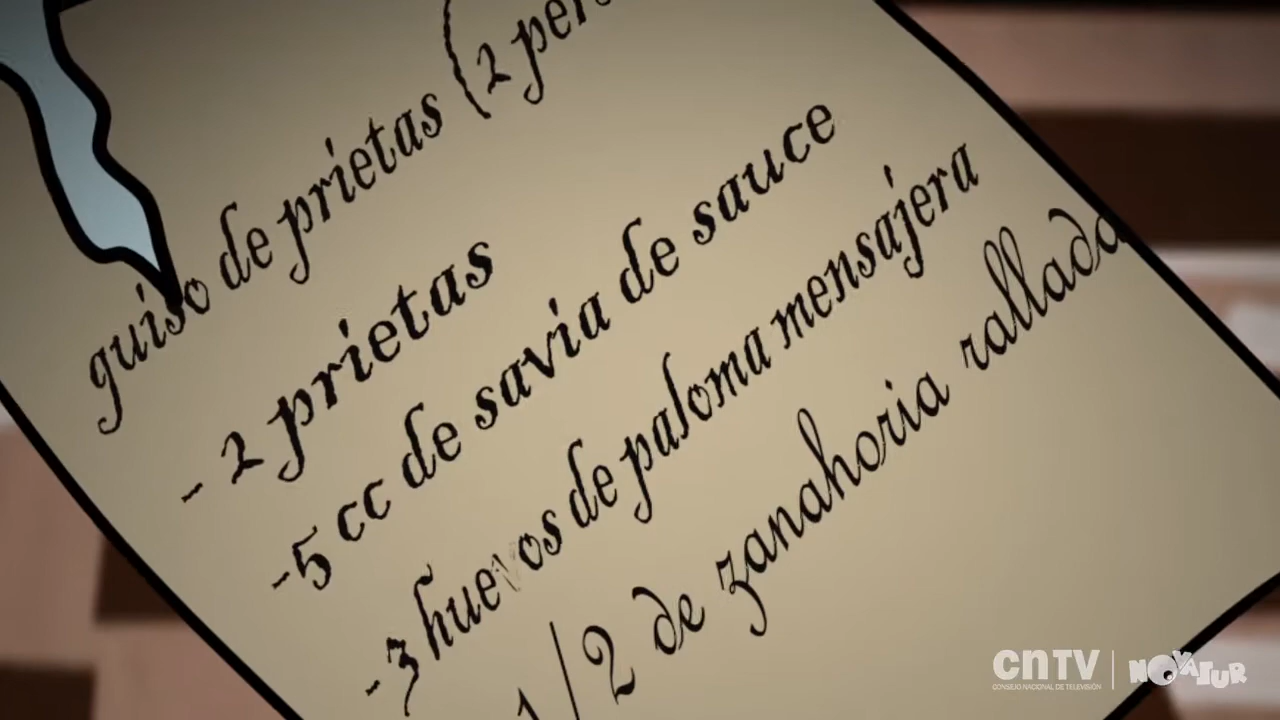 guiso de prietas (2 per
- 2 prietas
-5 cc de savia de sauce
-3 huevos de paloma mensajera
1/2 de zanahoria rallada
cnTV
CONSEJO NACIONAL DE TELEVISIÓN
NOVASUR